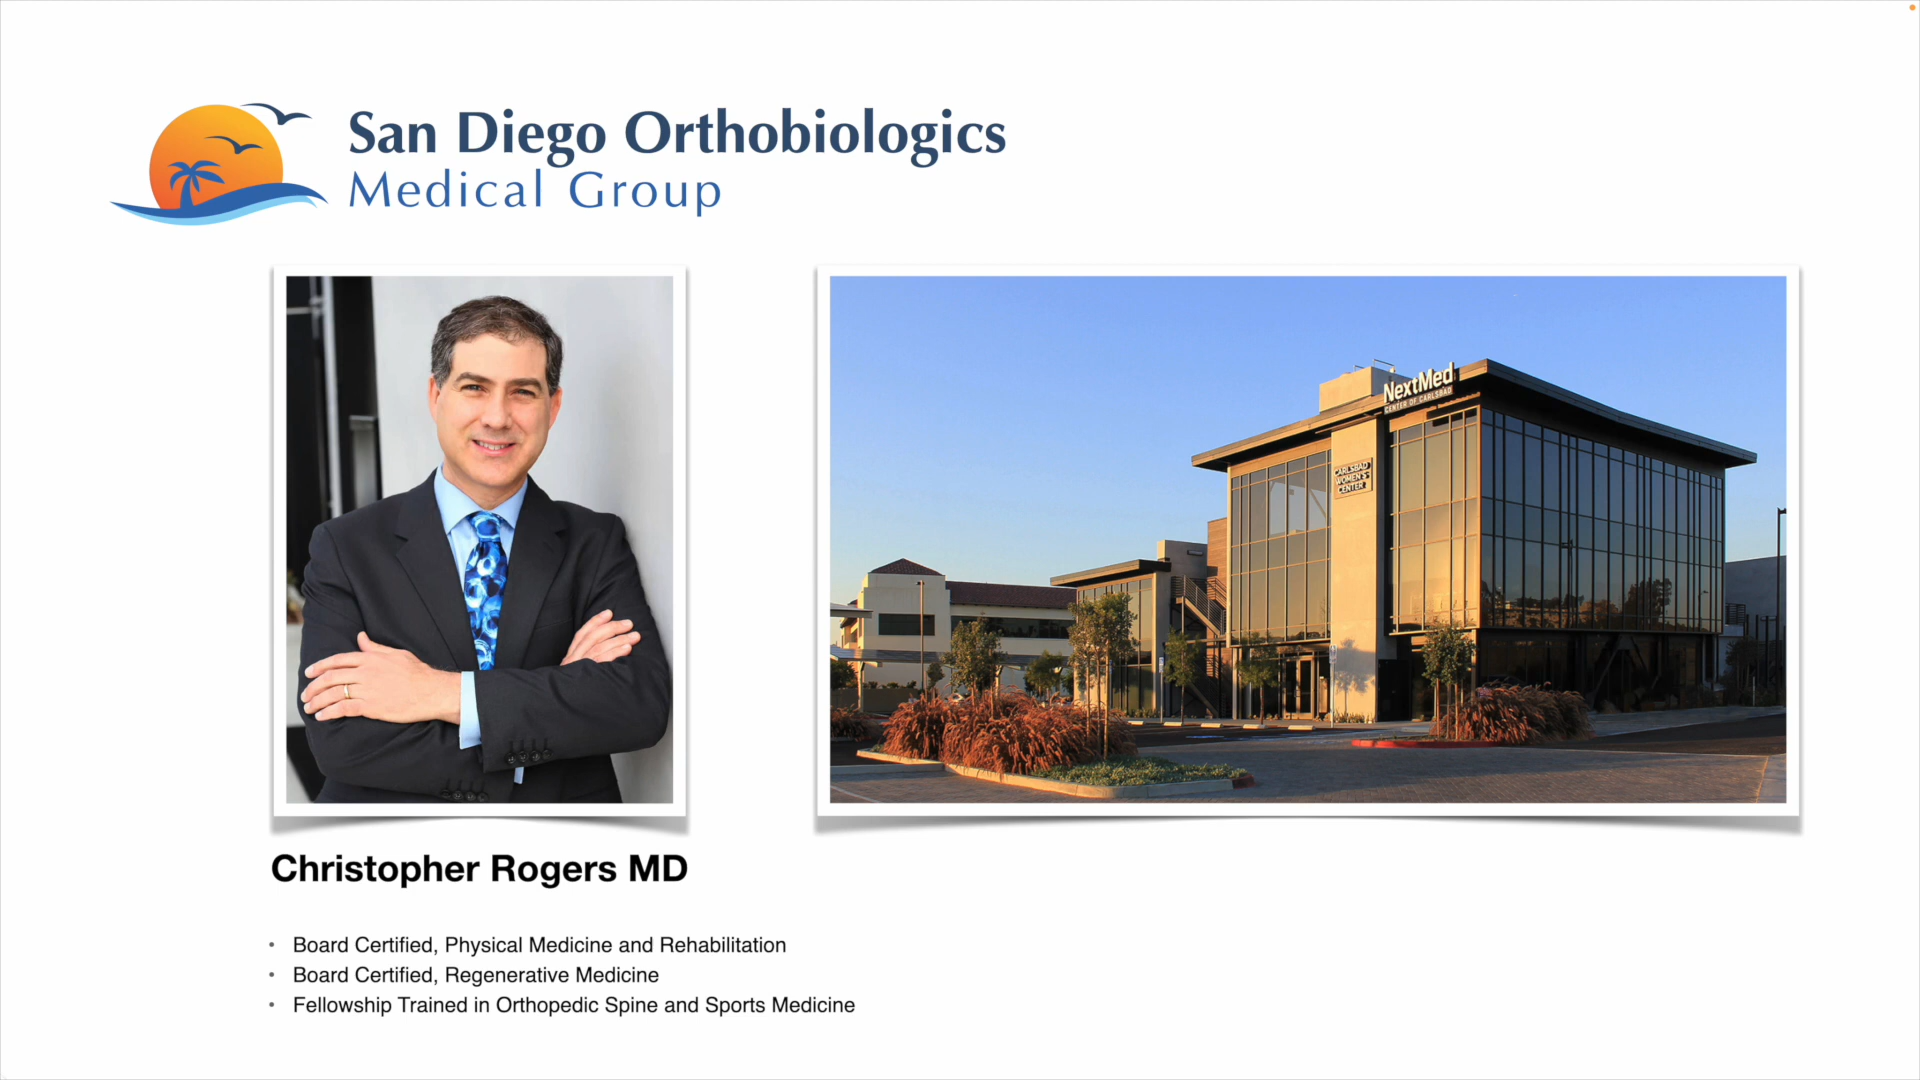 San Diego Orthobiologics
Medical Group
NextMed
CENTER OF CARLSBAD
CARLSBAD
WOMEN'S
CENTER
Christopher Rogers MD
• Board Certified, Physical Medicine and Rehabilitation
• Board Certified, Regenerative Medicine
• Fellowship Trained in Orthopedic Spine and Sports Medicine